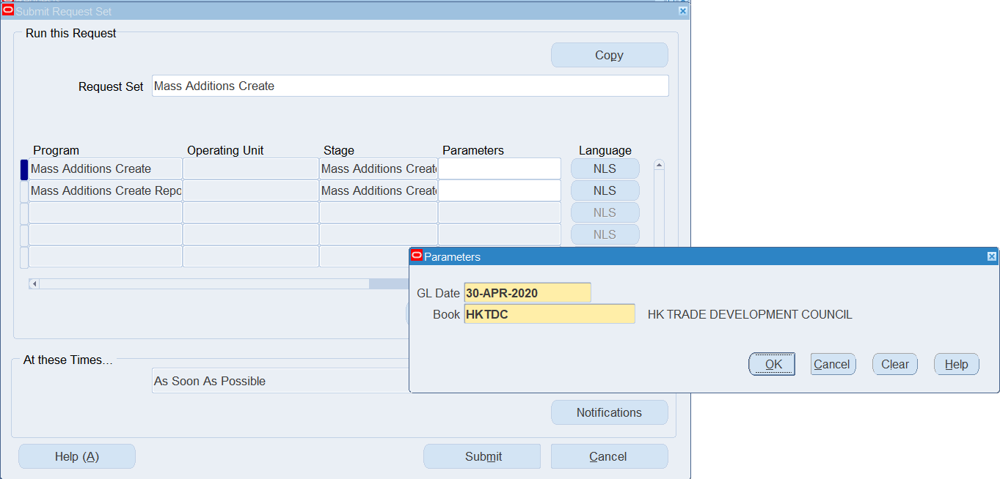 Submit Request Set
Run this Request
Copy
Request Set Mass Additions Create
Program Operating Unit Stage Parameters Language
Mass Additions Create Mass Additions Creat NLS
Mass Additions Create Repo Mass Additions Creat NLS
NLS
NLS
Parameters
GL Date 30-APR-2020
Book HKTDC HK TRADE DEVELOPMENT COUNCIL
OK Cancel Clear Help
At these Times...
As Soon As Possible
Notifications
Help (A) Submit Cancel